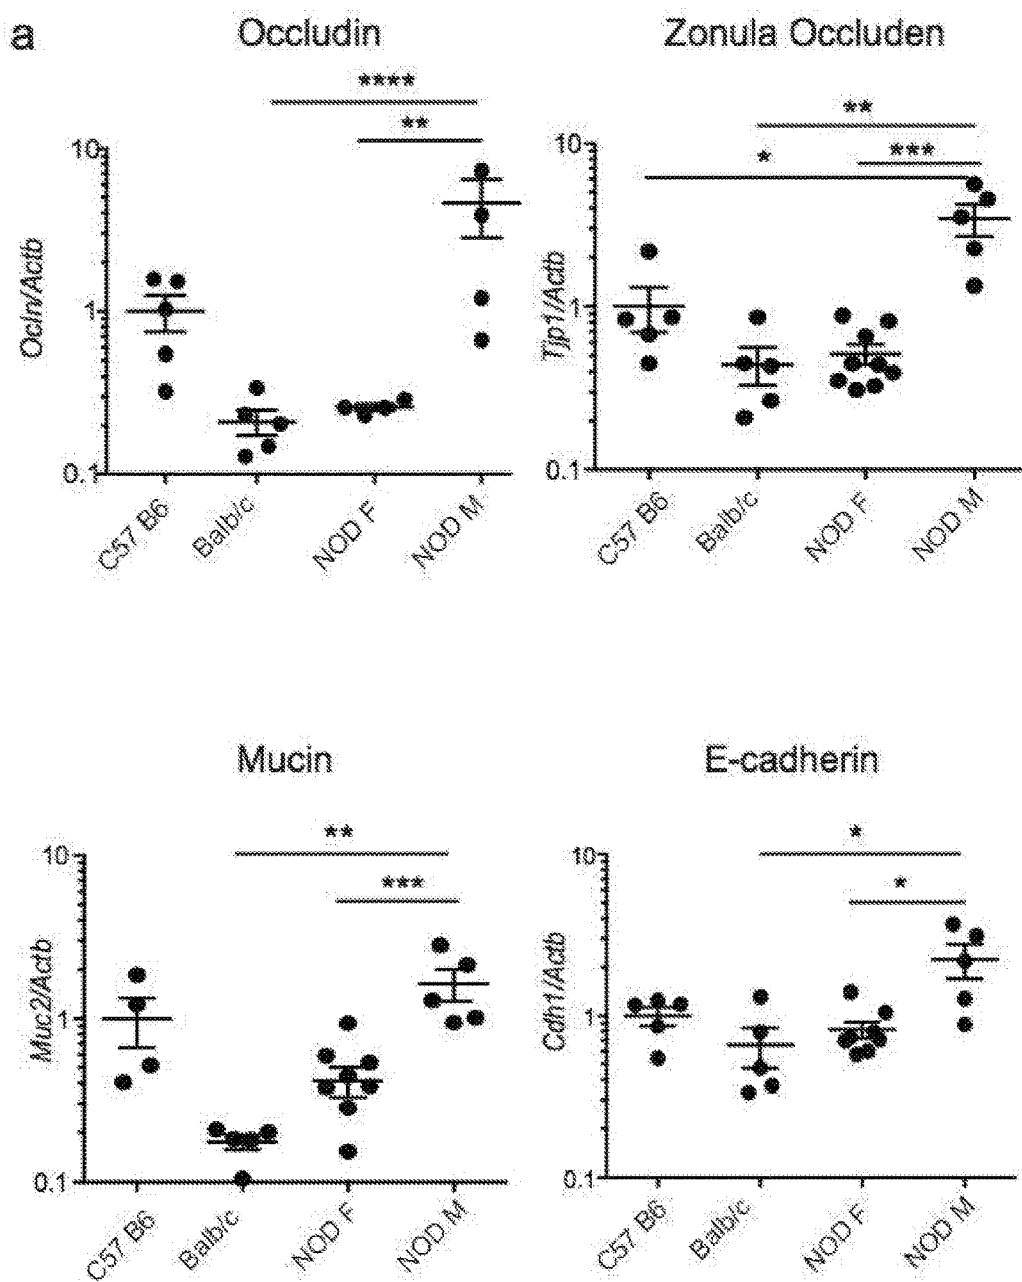 a
Occludin
****
**
10
1
0.1
Ocln/Actb
C57 B6
Balb/c
NOD F
NOD M
Zonula Occluden
**
***
*
10
1
0.1
Tjp1/Actb
C57 B6
Balb/c
NOD F
NOD M
Mucin
**
***
10
1
0.1
Muc2/Actb
C57 B6
Balb/c
NOD F
NOD M
E-cadherin
*
*
10
1
0.1
Cdh1/Actb
C57 B6
Balb/c
NOD F
NOD M